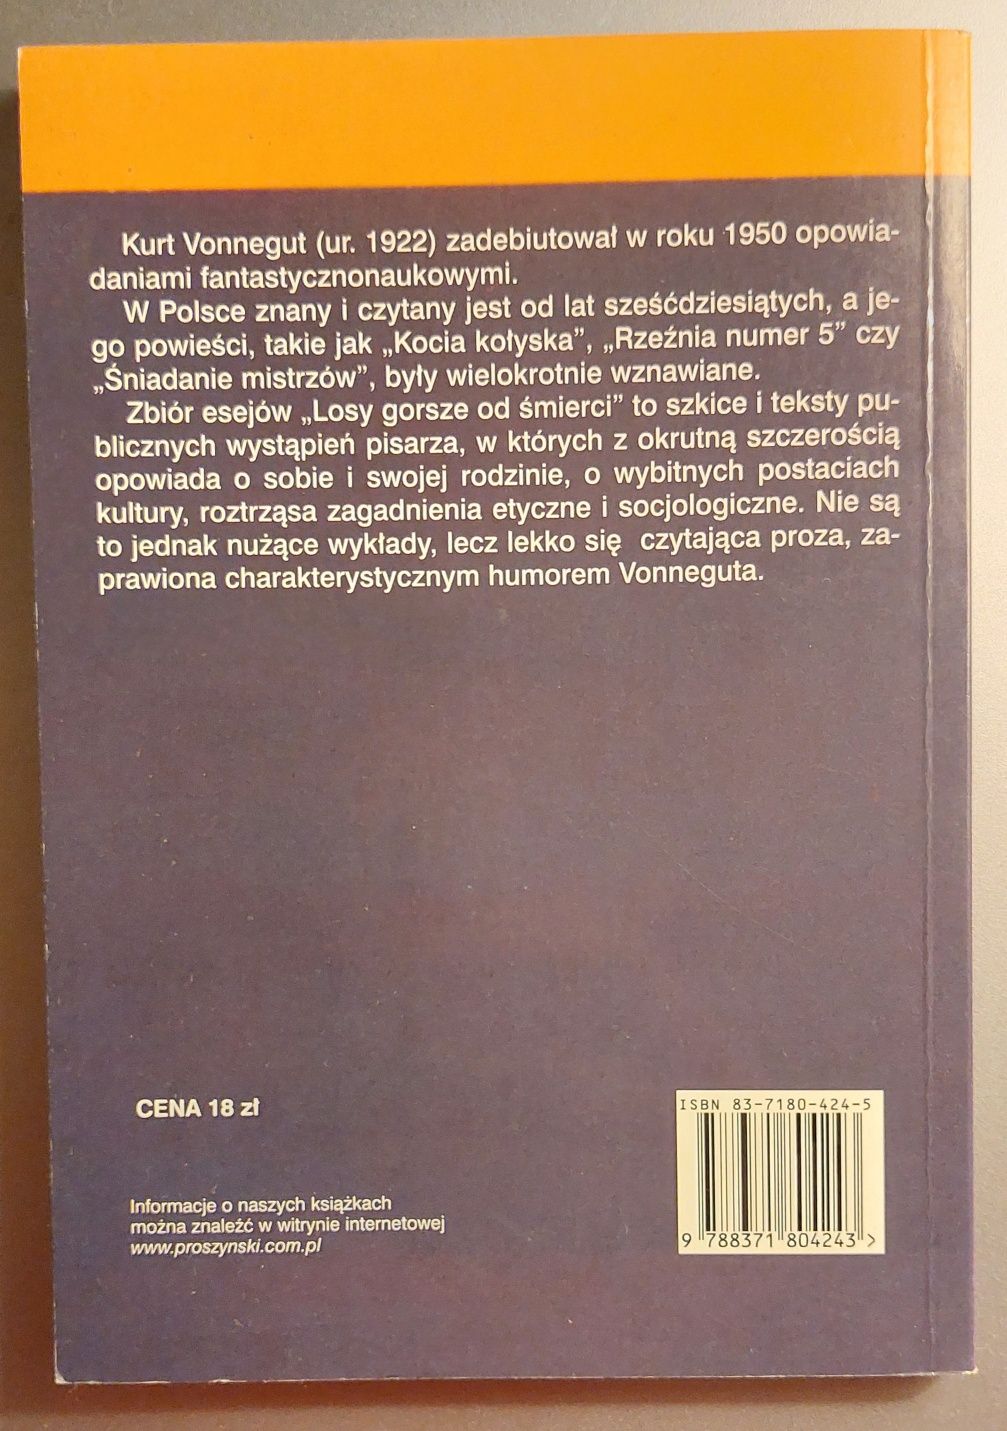 Kurt Vonnegut (ur. 1922) zadebiutował w roku 1950 opowia-
daniami fantastycznonaukowymi.
W Polsce znany i czytany jest od lat sześćdziesiątych, a je-
go powieści, takie jak „Kocia kołyska”, „Rzeźnia numer 5” czy
„Śniadanie mistrzów”, były wielokrotnie wznawiane.
Zbiór esejów „Losy gorsze od śmierci” to szkice i teksty pu-
blicznych wystąpień pisarza, w których z okrutną szczerością
opowiada o sobie i swojej rodzinie, o wybitnych postaciach
kultury, roztrząsa zagadnienia etyczne i socjologiczne. Nie są
to jednak nużące wykłady, lecz lekko się czytająca proza, za-
prawiona charakterystycznym humorem Vonneguta.
CENA 18 zł
Informacje o naszych książkach
można znaleźć w witrynie internetowej
www.proszynski.com.pl
ISBN 83-7180-424-5
9 788371 804243 >